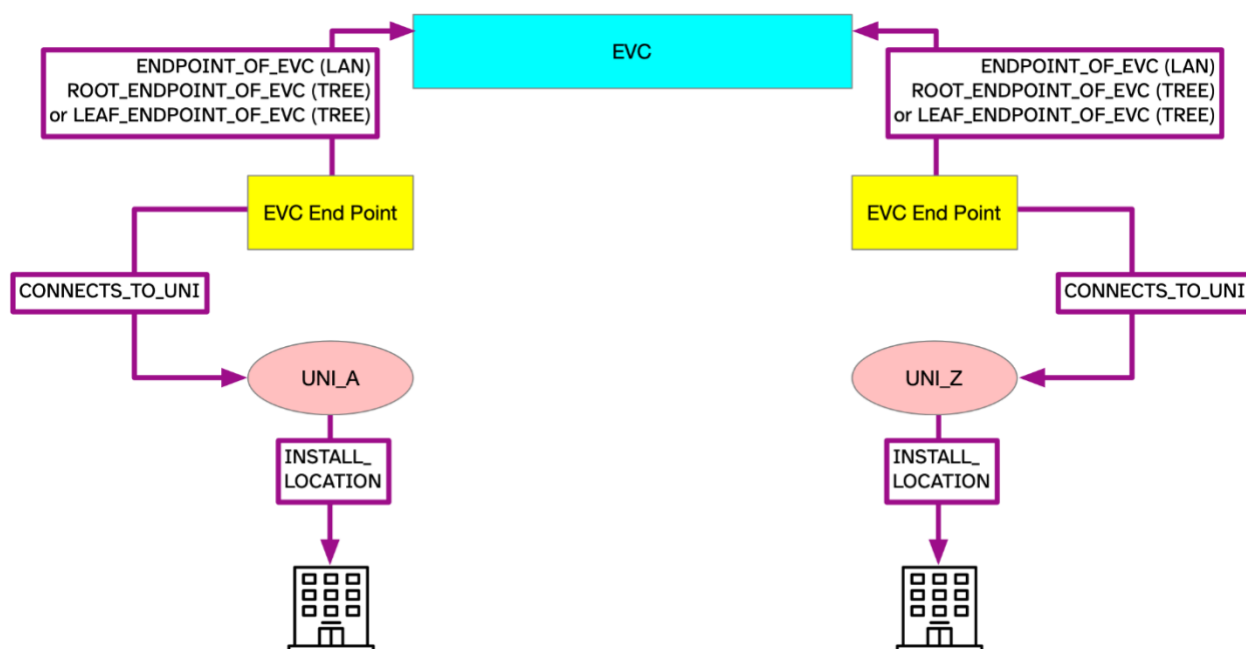 EVC
ENDPOINT_OF_EVC (LAN)
ROOT_ENDPOINT_OF_EVC (TREE)
or LEAF_ENDPOINT_OF_EVC (TREE)
ENDPOINT_OF_EVC (LAN)
ROOT_ENDPOINT_OF_EVC (TREE)
or LEAF_ENDPOINT_OF_EVC (TREE)
EVC End Point
EVC End Point
CONNECTS_TO_UNI
CONNECTS_TO_UNI
UNI_A
UNI_Z
INSTALL_
LOCATION
INSTALL_
LOCATION